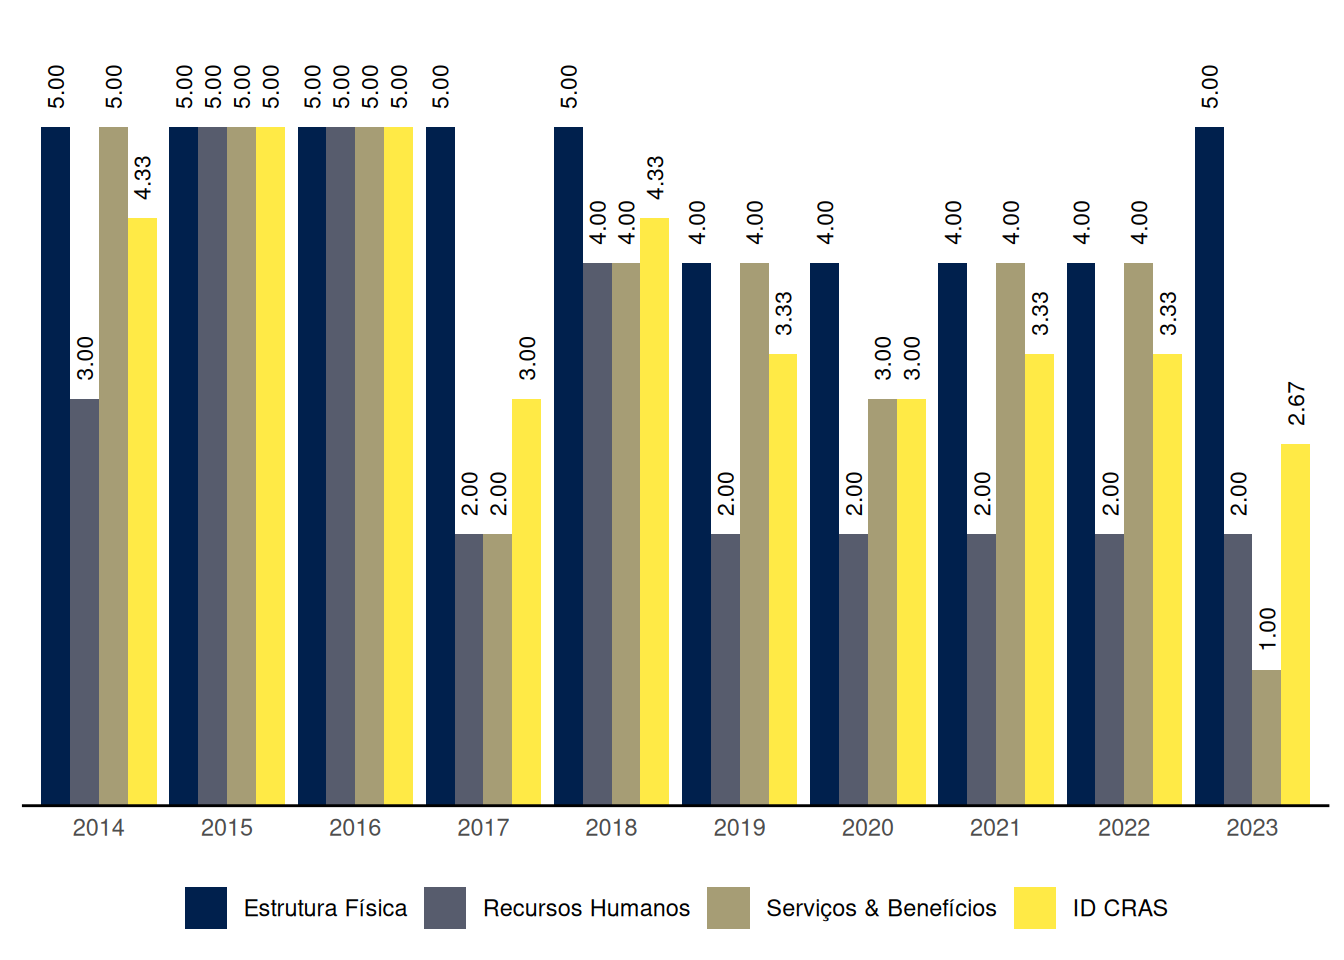 5.00 3.00 5.00 4.33 5.00 5.00 5.00 5.00 5.00 5.00 5.00 5.00 5.00 2.00 2.00 3.00 5.00 4.00 4.00 4.33 4.00 2.00 4.00 3.33 4.00 2.00 3.00 3.00 4.00 2.00 4.00 3.33 4.00 2.00 4.00 3.33 5.00 2.00 1.00 2.67
2014 2015 2016 2017 2018 2019 2020 2021 2022 2023
Estrutura Física Recursos Humanos Serviços & Benefícios ID CRAS